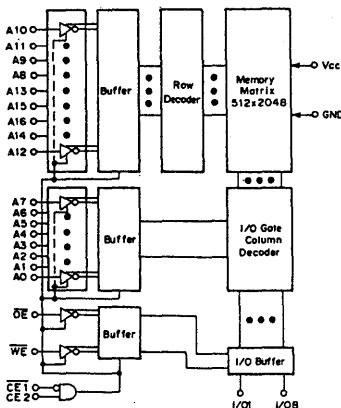 A10
A11
A9
A8
A13
A15
A16
A14
A12
Buffer
Row Decoder
Memory Matrix 512x2048
Vcc
GND
A7
A6
A5
A4
A3
A2
A1
A0
Buffer
I/O Gate Column Decoder
OE
WE
Buffer
I/O Buffer
CE1
CE2
I/O1
I/O8